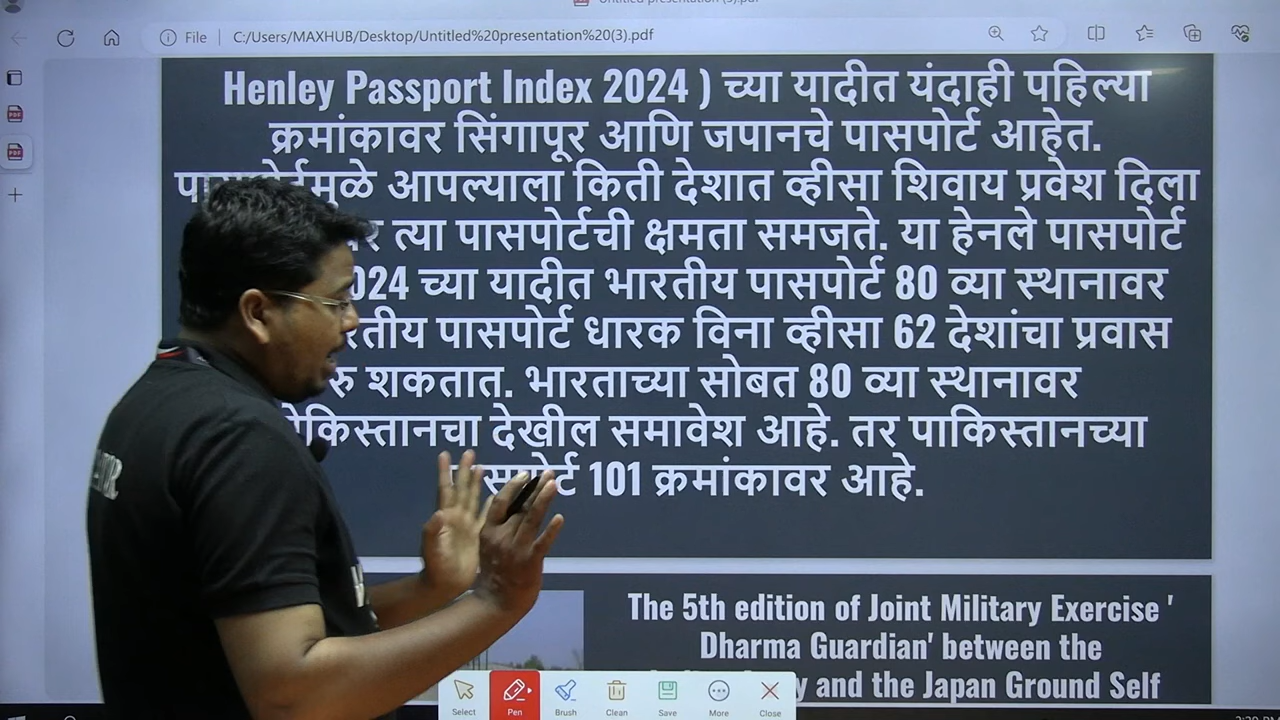 File | C:/Users/MAXHUB/Desktop/Untitled%20presentation%20(3).pdf
Henley Passport Index 2024 ) च्या यादीत यंदाही पहिल्या
क्रमांकावर सिंगापूर आणि जपानचे पासपोर्ट आहेत.
आपल्याला किती देशात व्हीसा शिवाय प्रवेश दिला
त्या पासपोर्टची क्षमता समजते. या हेनले पासपोर्ट
च्या यादीत भारतीय पासपोर्ट 80 व्या स्थानावर
पासपोर्ट धारक विना व्हीसा 62 देशांचा प्रवास
शकतात. भारताच्या सोबत 80 व्या स्थानावर
देखील समावेश आहे. तर पाकिस्तानच्या
101 क्रमांकावर आहे.
The 5th edition of Joint Military Exercise '
Dharma Guardian' between the
and the Japan Ground Self
Select Pen Brush Clean Save More Close